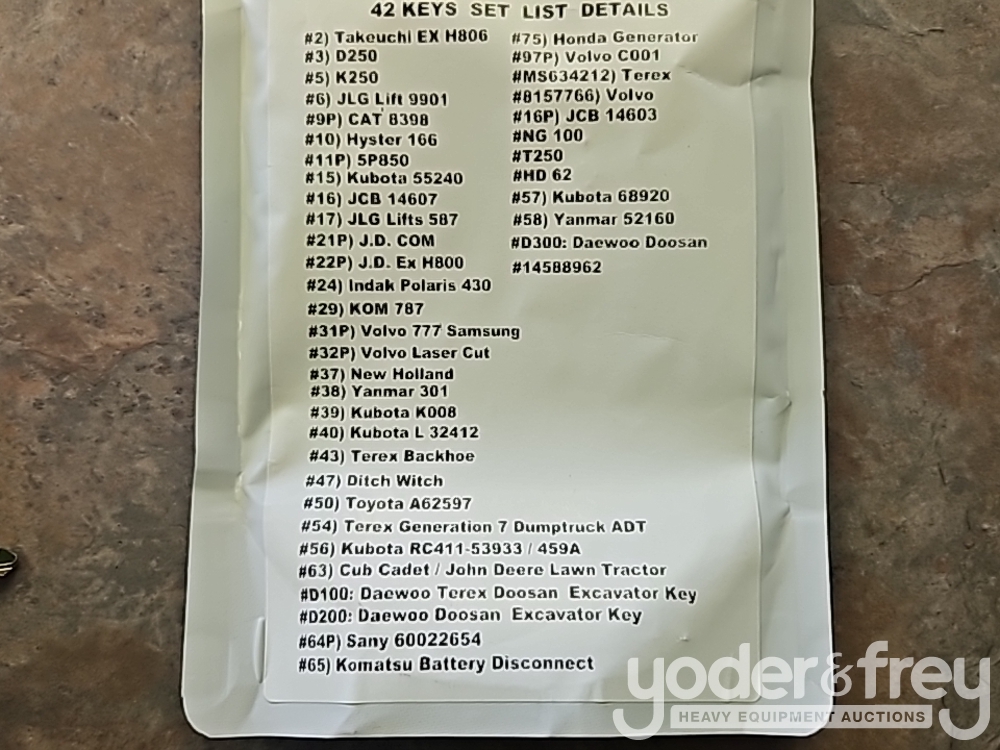 42 KEYS SET LIST DETAILS
#2) Takeuchi EX H806
#3) D250
#5) K250
#6) JLG Lift 9901
#9P) CAT 8398
#10) Hyster 166
#11P) 5P850
#15) Kubota 55240
#16) JCB 14607
#17) JLG Lifts 587
#21P) J.D. COM
#22P) J.D. Ex H800
#24) Indak Polaris 430
#29) KOM 787
#31P) Volvo 777 Samsung
#32P) Volvo Laser Cut
#37) New Holland
#38) Yanmar 301
#39) Kubota K008
#40) Kubota L 32412
#43) Terex Backhoe
#47) Ditch Witch
#50) Toyota A62597
#54) Terex Generation 7 Dumptruck ADT
#56) Kubota RC411-53933 / 459A
#63) Cub Cadet / John Deere Lawn Tractor
#D100: Daewoo Terex Doosan Excavator Key
#D200: Daewoo Doosan Excavator Key
#64P) Sany 60022654
#65) Komatsu Battery Disconnect
#75) Honda Generator
#97P) Volvo C001
#MS634212) Terex
#8157766) Volvo
#16P) JCB 14603
#NG 100
#T250
#HD 62
#57) Kubota 68920
#58) Yanmar 52160
#D300: Daewoo Doosan
#14588962
yoder&frey
HEAVY EQUIPMENT AUCTIONS